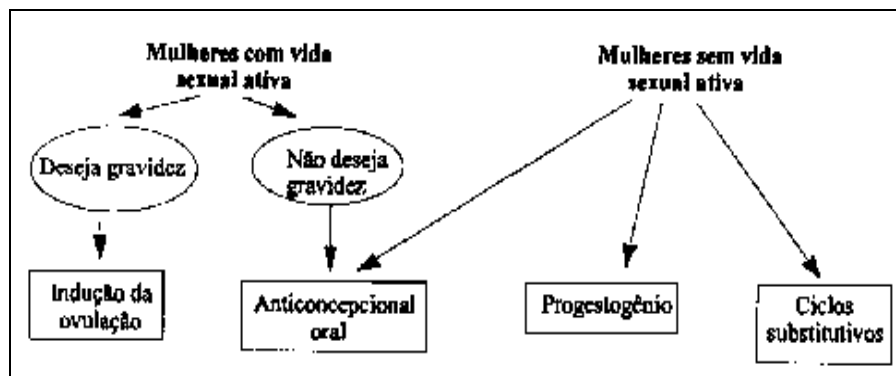 Mulheres com vida
sexual ativa
Mulheres sem vida
sexual ativa
Deseja gravidez
Não deseja
gravidez
Indução da
ovulação
Anticoncepcional
oral
Progestogênio
Ciclos
substitutivos